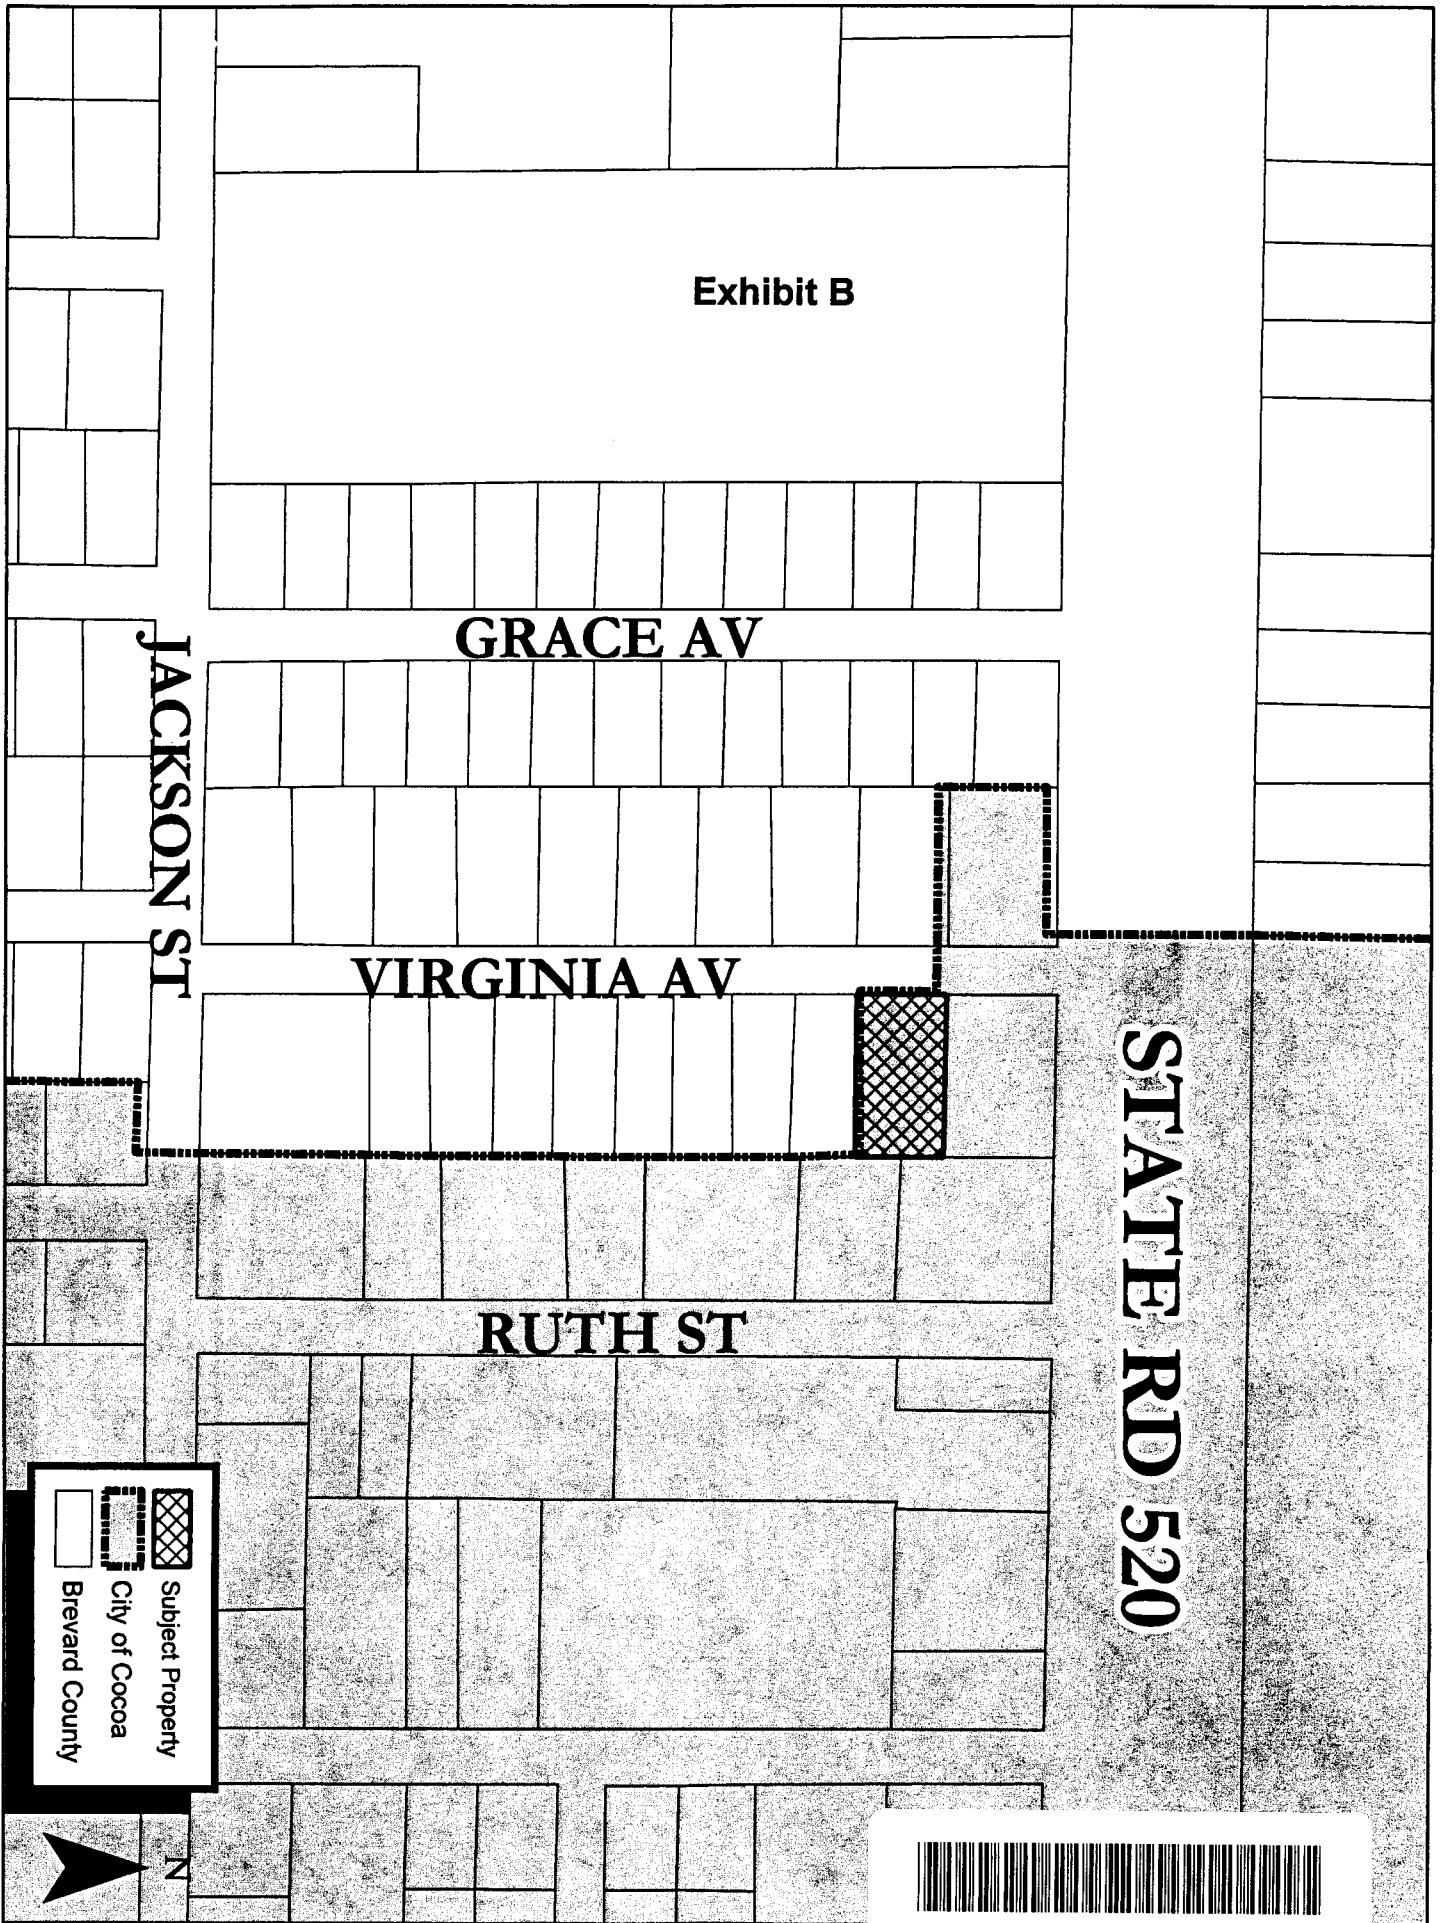 Exhibit B
GRACE AV
JACKSON ST
VIRGINIA AV
STATE RD 520
RUTH ST
Subject Property
City of Cocoa
Brevard County
N